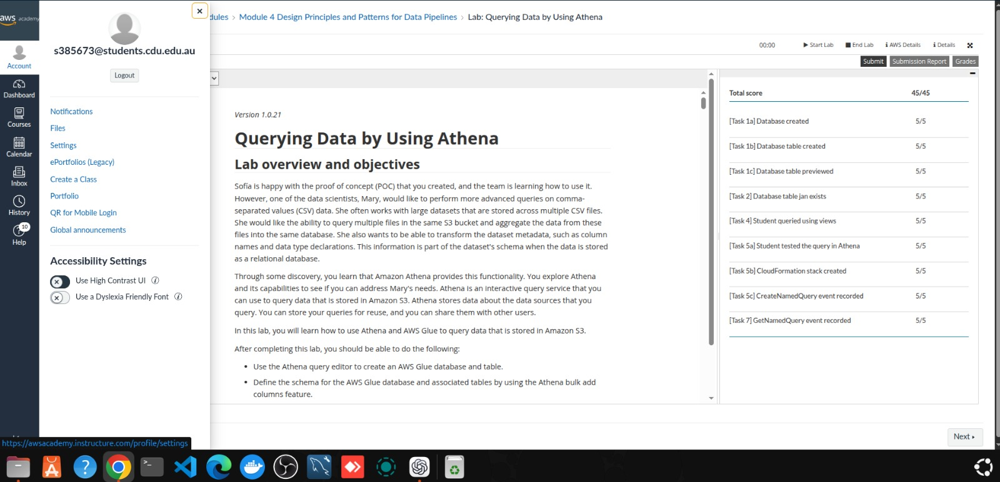 aws academy
Account
Dashboard
Courses
Calendar
Inbox
History
10
Help
×
s385673@students.cdu.edu.au
Logout
Notifications
Files
Settings
ePortfolios (Legacy)
Create a Class
Portfolio
QR for Mobile Login
Global announcements
Accessibility Settings
Use High Contrast UI
Use a Dyslexia Friendly Font
https://awsacademy.instructure.com/profile/settings
dules › Module 4 Design Principles and Patterns for Data Pipelines › Lab: Querying Data by Using Athena
00:00 Start Lab End Lab AWS Details Details
Submit Submission Report Grades
Version 1.0.21
Querying Data by Using Athena
Lab overview and objectives
Sofía is happy with the proof of concept (POC) that you created, and the team is learning how to use it.
However, one of the data scientists, Mary, would like to perform more advanced queries on comma-
separated values (CSV) data. She often works with large datasets that are stored across multiple CSV files.
She would like the ability to query multiple files in the same S3 bucket and aggregate the data from these
files into the same database. She also wants to be able to transform the dataset metadata, such as column
names and data type declarations. This information is part of the dataset's schema when the data is stored
as a relational database.
Through some discovery, you learn that Amazon Athena provides this functionality. You explore Athena
and its capabilities to see if you can address Mary's needs. Athena is an interactive query service that you
can use to query data that is stored in Amazon S3. Athena stores data about the data sources that you
query. You can store your queries for reuse, and you can share them with other users.
In this lab, you will learn how to use Athena and AWS Glue to query data that is stored in Amazon S3.
After completing this lab, you should be able to do the following:
• Use the Athena query editor to create an AWS Glue database and table.
• Define the schema for the AWS Glue database and associated tables by using the Athena bulk add
columns feature.
Total score 45/45
[Task 1a] Database created 5/5
[Task 1b] Database table created 5/5
[Task 1c] Database table previewed 5/5
[Task 2] Database table jan exists 5/5
[Task 4] Student queried using views 5/5
[Task 5a] Student tested the query in Athena 5/5
[Task 5b] CloudFormation stack created 5/5
[Task 5c] CreateNamedQuery event recorded 5/5
[Task 7] GetNamedQuery event recorded 5/5
Next